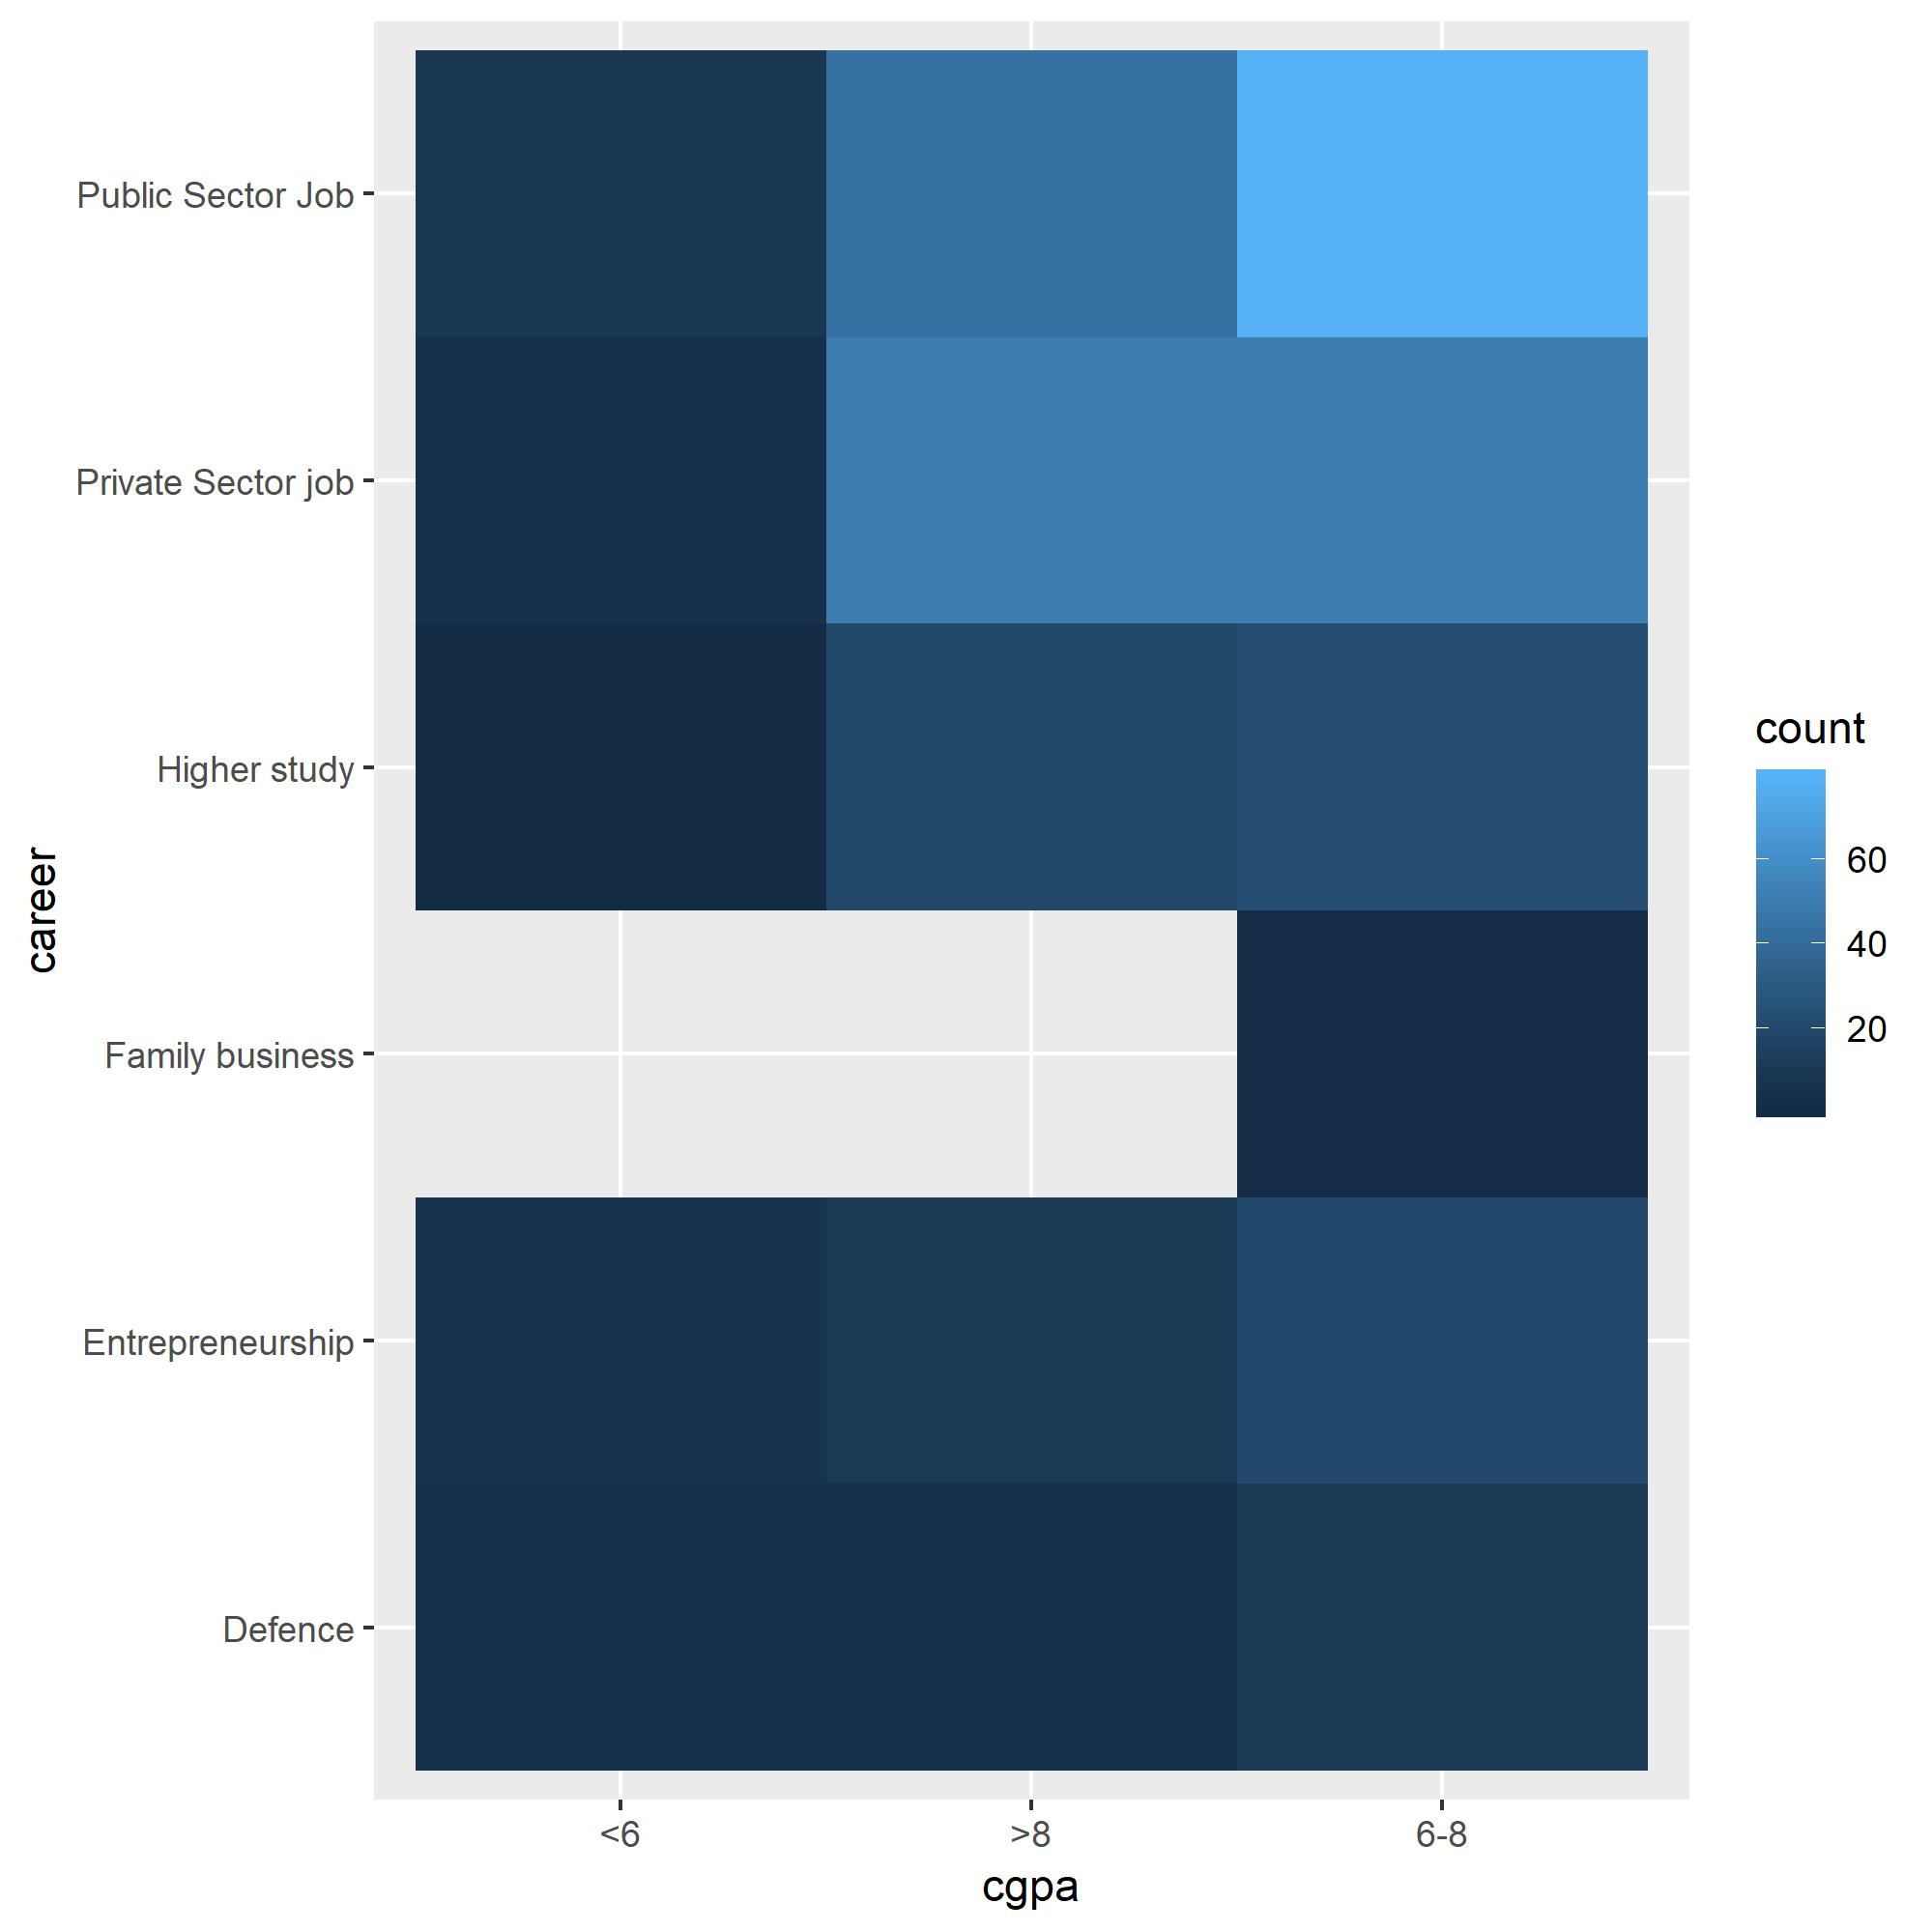 Public Sector Job
Private Sector job
Higher study
Family business
Entrepreneurship
Defence
career
<6
>8
6-8
cgpa
count
60
40
20